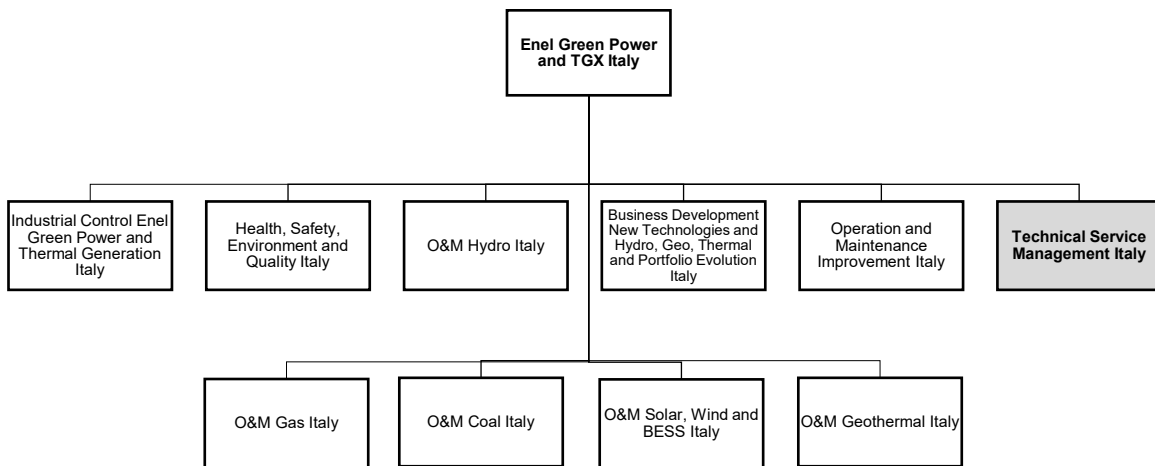 Enel Green Power
and TGX Italy
Industrial Control Enel
Green Power and
Thermal Generation
Italy
Health, Safety,
Environment and
Quality Italy
O&M Hydro Italy
Business Development
New Technologies and
Hydro, Geo, Thermal
and Portfolio Evolution
Italy
Operation and
Maintenance
Improvement Italy
Technical Service
Management Italy
O&M Gas Italy
O&M Coal Italy
O&M Solar, Wind and
BESS Italy
O&M Geothermal Italy